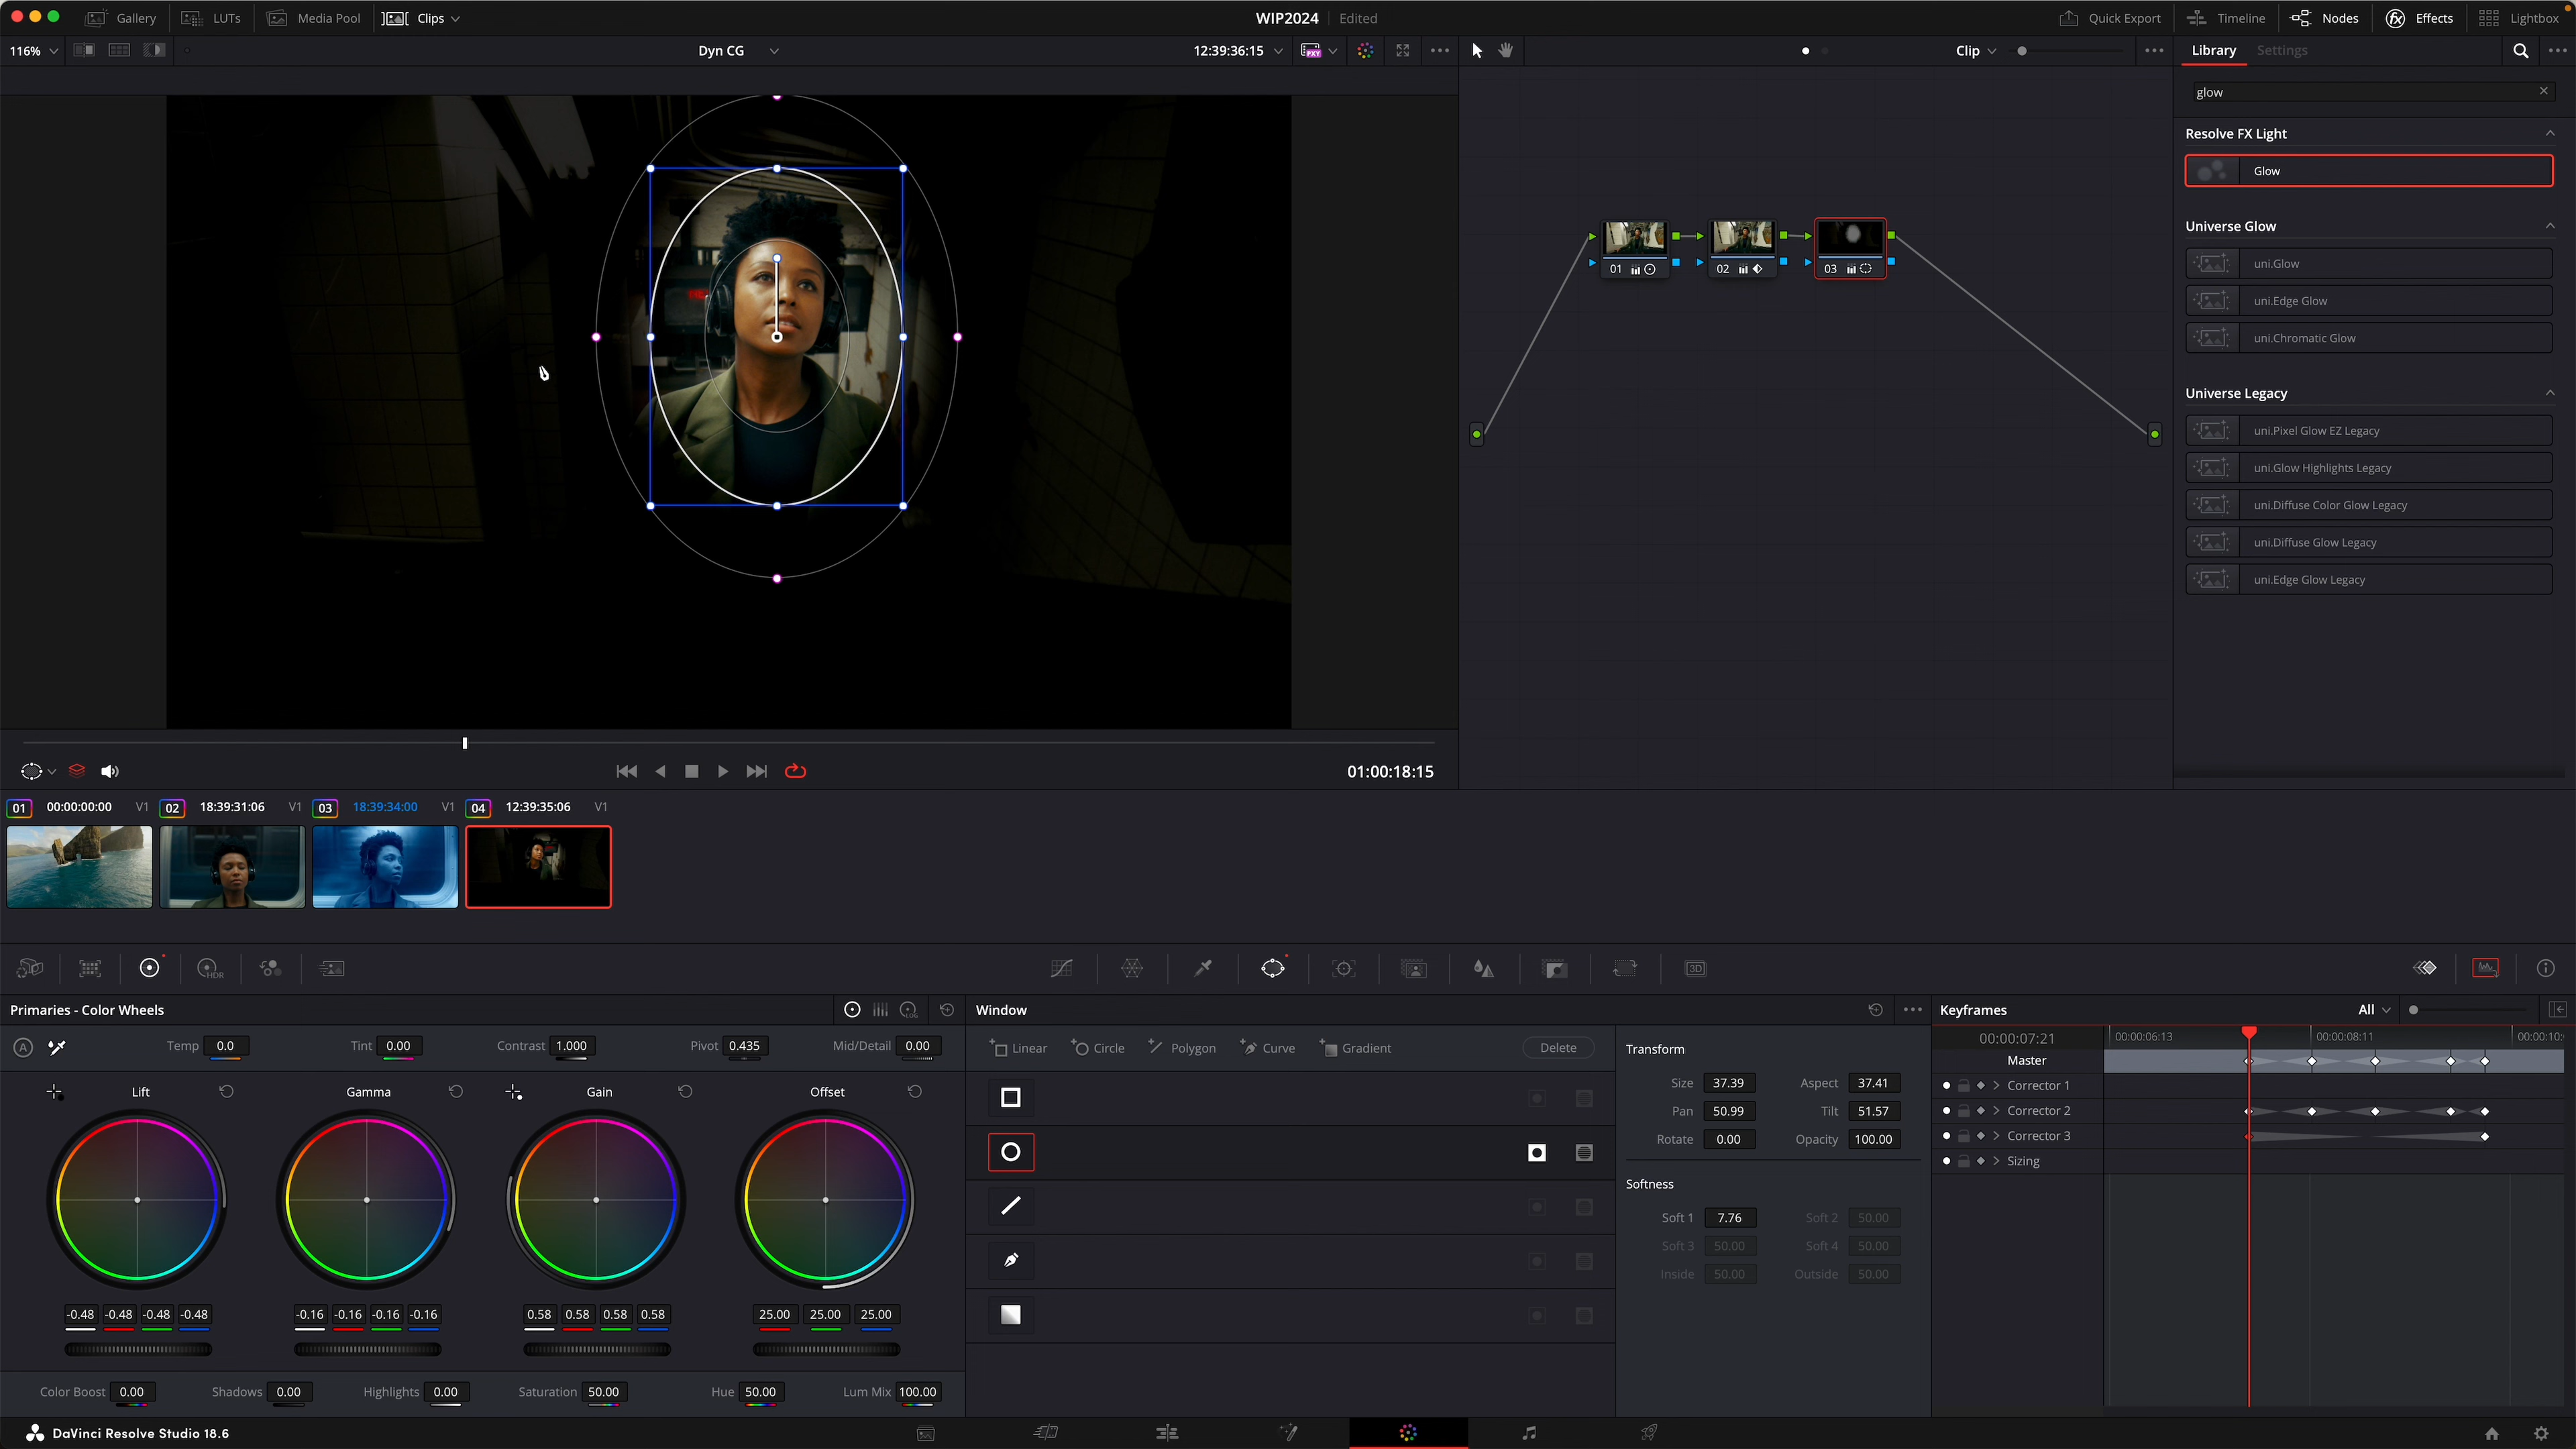 Gallery LUTs Media Pool Clips WIP2024 Edited Quick Export Timeline Nodes Effects Lightbox
116% Dyn CG 12:39:36:15 PXY Clip Library Settings
glow
Resolve FX Light
Glow
Universe Glow
uni.Glow
uni.Edge Glow
uni.Chromatic Glow
Universe Legacy
uni.Pixel Glow EZ Legacy
uni.Glow Highlights Legacy
uni.Diffuse Color Glow Legacy
uni.Diffuse Glow Legacy
uni.Edge Glow Legacy
01 02 03
01:00:18:15
01 00:00:00:00 V1 02 18:39:31:06 V1 03 18:39:34:00 V1 04 12:39:35:06 V1
HDR 3D
Primaries - Color Wheels LOG Window Keyframes All
A Temp 0.0 Tint 0.00 Contrast 1.000 Pivot 0.435 Mid/Detail 0.00
Linear Circle Polygon Curve Gradient Delete
Lift Gamma Gain Offset
-0.48 -0.48 -0.48 -0.48 -0.16 -0.16 -0.16 -0.16 0.58 0.58 0.58 0.58 25.00 25.00 25.00
Color Boost 0.00 Shadows 0.00 Highlights 0.00 Saturation 50.00 Hue 50.00 Lum Mix 100.00
Transform
Size 37.39 Aspect 37.41
Pan 50.99 Tilt 51.57
Rotate 0.00 Opacity 100.00
Softness
Soft 1 7.76 Soft 2 50.00
Soft 3 50.00 Soft 4 50.00
Inside 50.00 Outside 50.00
00:00:07:21 00:00:06:13 00:00:08:11 00:00:10:
Master
Corrector 1
Corrector 2
Corrector 3
Sizing
DaVinci Resolve Studio 18.6